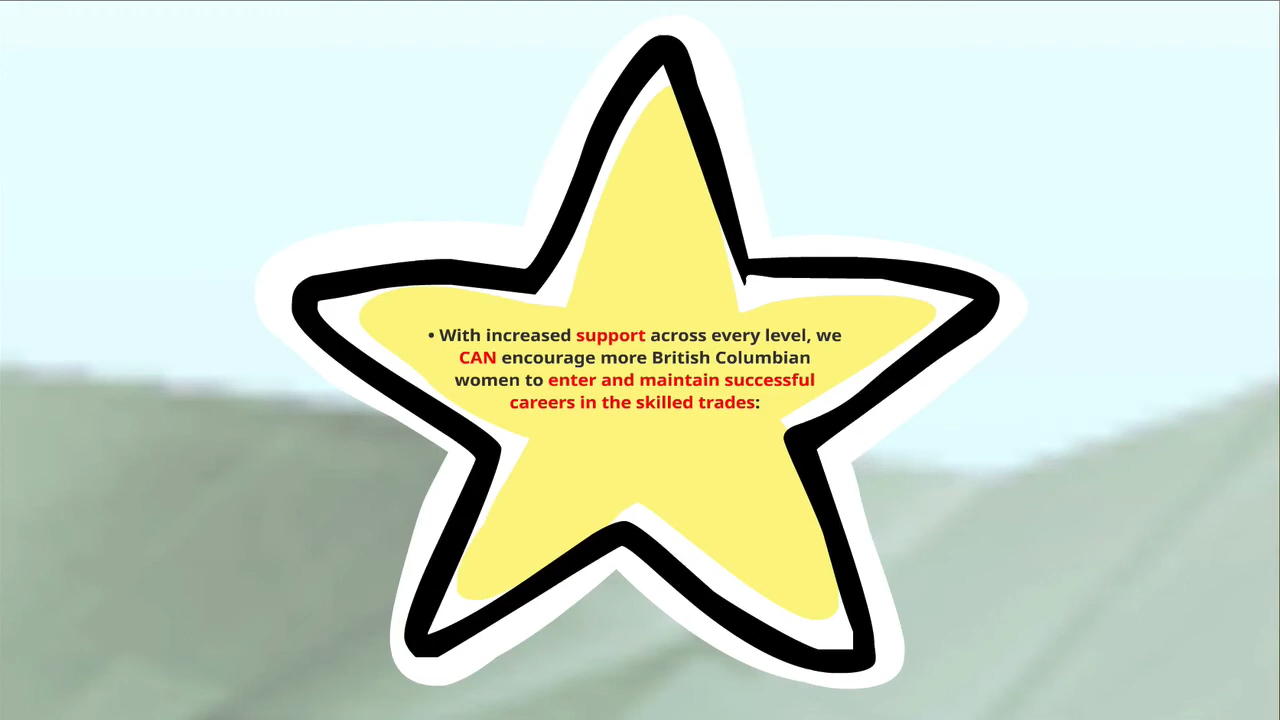 • With increased support across every level, we
CAN encourage more British Columbian
women to enter and maintain successful
careers in the skilled trades: